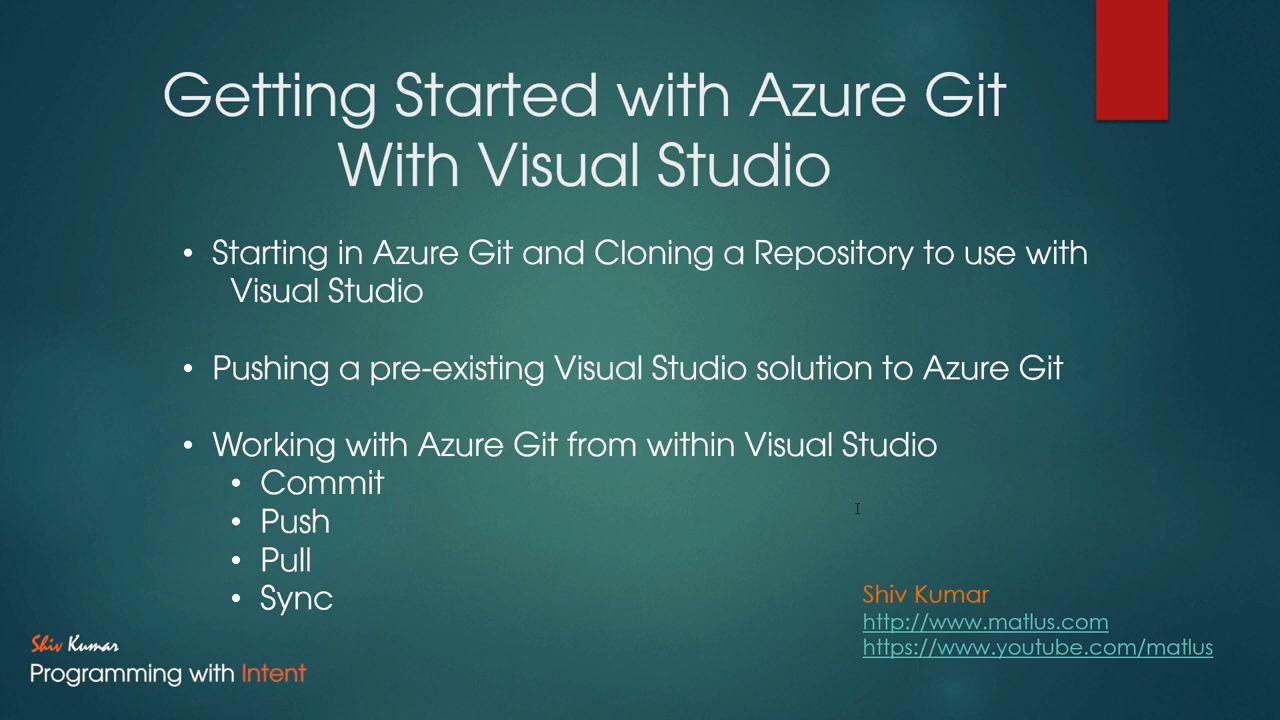 Getting Started with Azure Git
With Visual Studio
• Starting in Azure Git and Cloning a Repository to use with
Visual Studio
• Pushing a pre-existing Visual Studio solution to Azure Git
• Working with Azure Git from within Visual Studio
• Commit
• Push
• Pull
• Sync
Shiv Kumar
http://www.matlus.com
https://www.youtube.com/matlus
Shiv Kumar
Programming with Intent